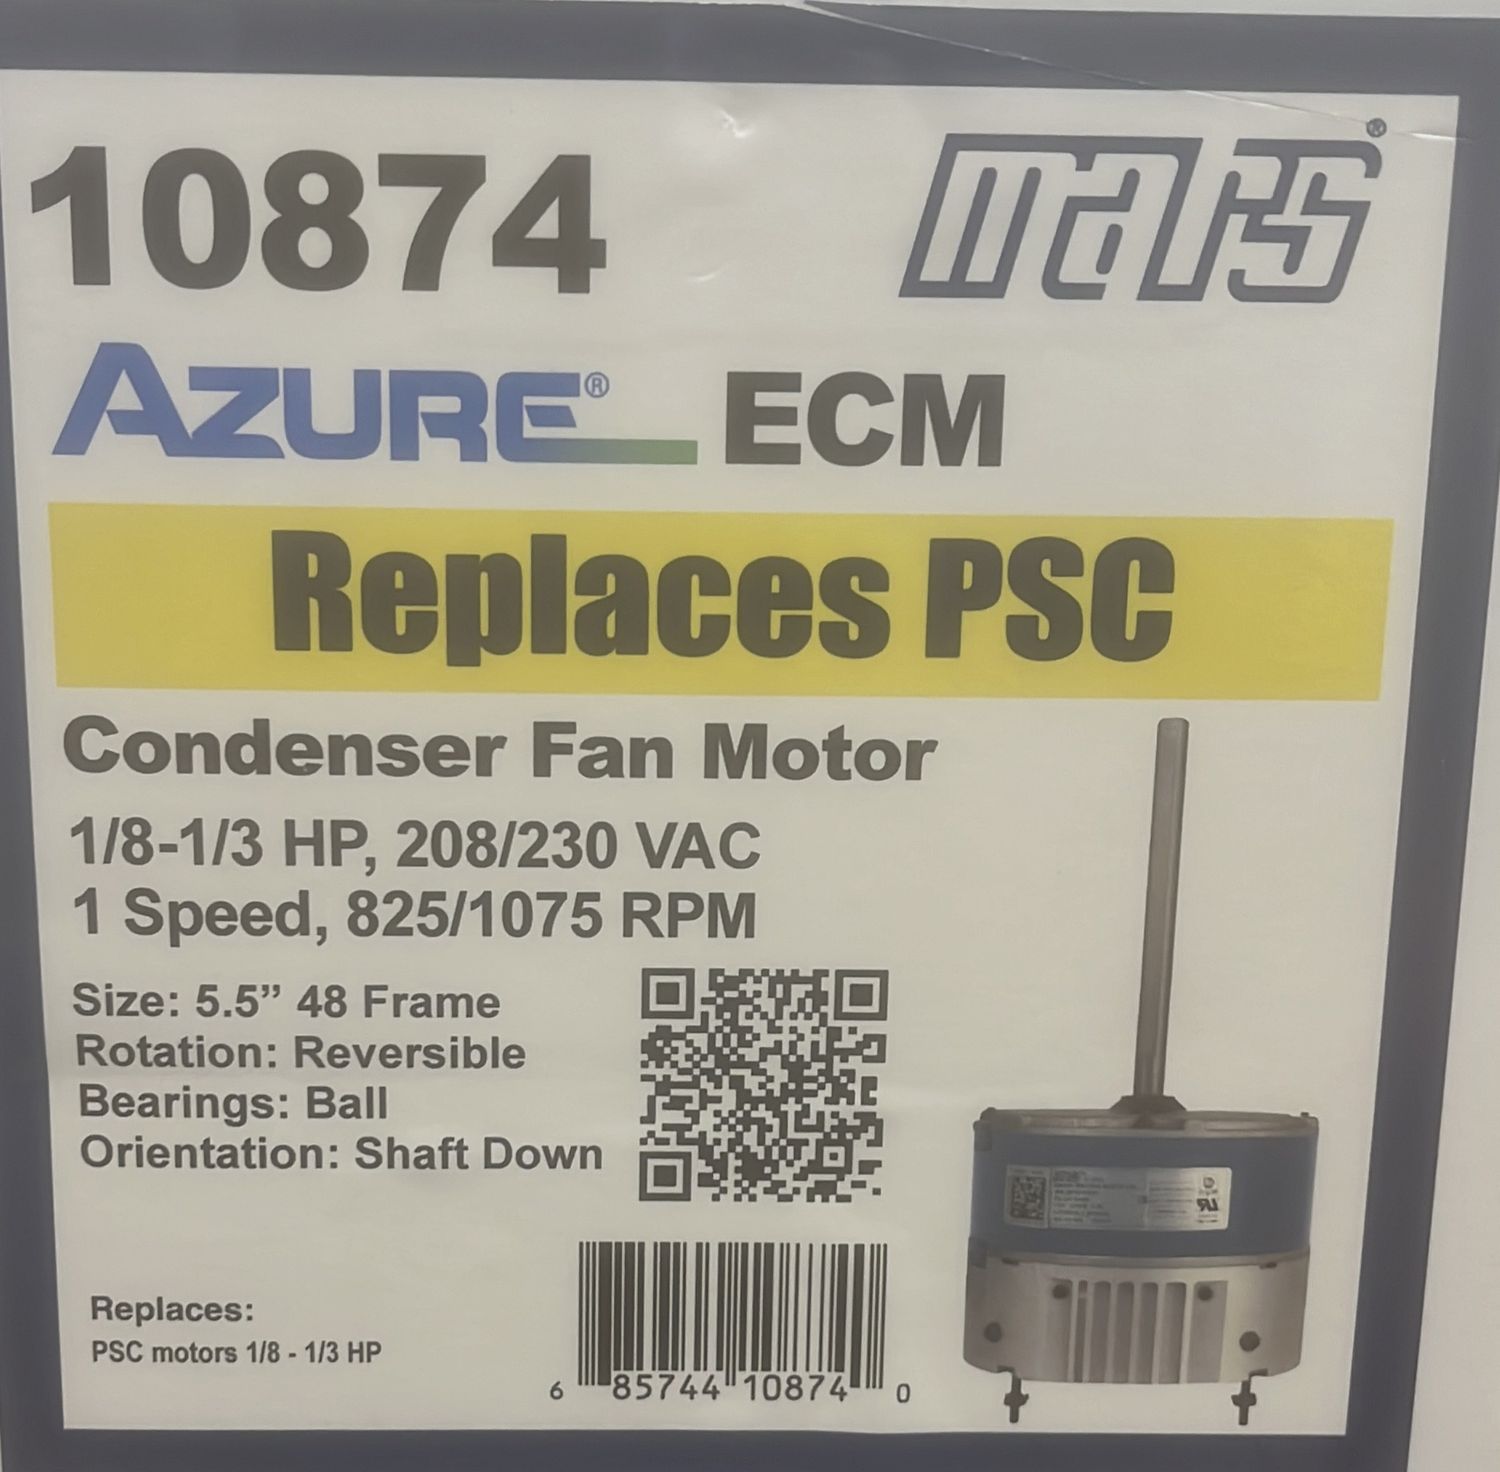 10874
mars®
AZURE® ECM
Replaces PSC
Condenser Fan Motor
1/8-1/3 HP, 208/230 VAC
1 Speed, 825/1075 RPM
Size: 5.5” 48 Frame
Rotation: Reversible
Bearings: Ball
Orientation: Shaft Down
Replaces:
PSC motors 1/8 - 1/3 HP
6 85744 10874 0